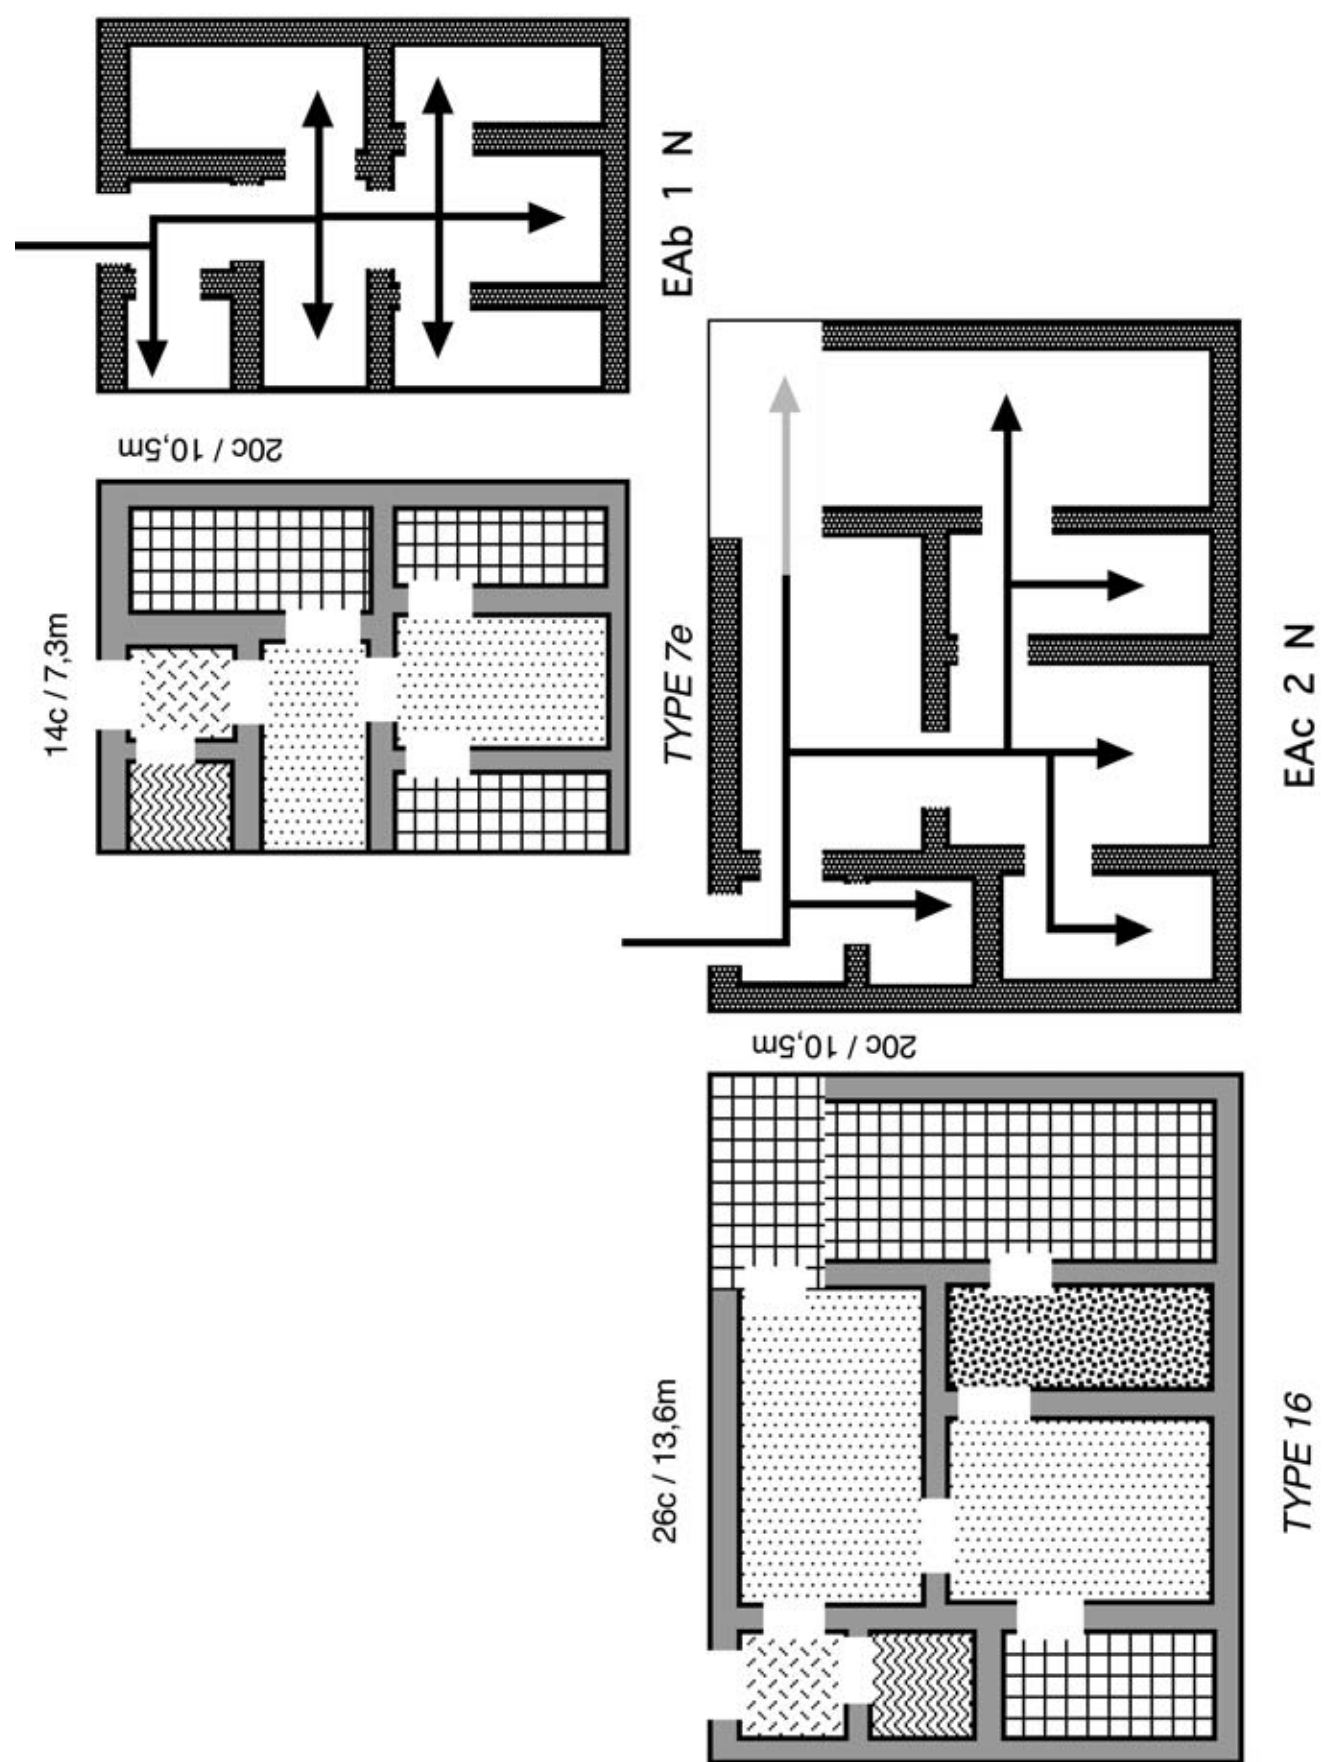 EAb 1 N
20c / 10,5m
14c / 7,3m
TYPE 7e
EAc 2 N
20c / 10,5m
26c / 13,6m
TYPE 16